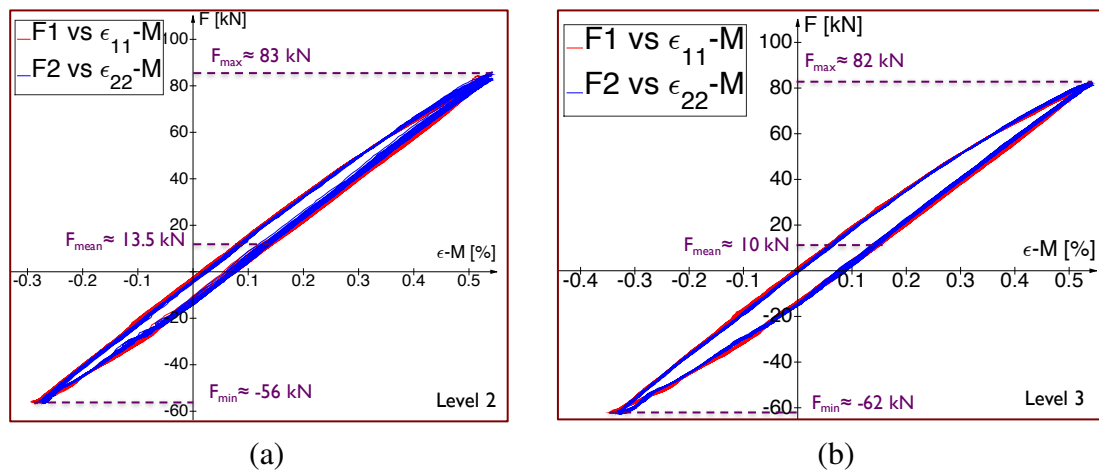 F1 vs ϵ11-M
F2 vs ϵ22-M
F [kN]
100
80
60
40
20
-20
-40
-60
Fmax≈ 83 kN
Fmean≈ 13.5 kN
ϵ-M [%]
-0.3 -0.2 -0.1 0 0.1 0.2 0.3 0.4 0.5
Fmin≈ -56 kN
Level 2
(a)
F1 vs ϵ11-M
F2 vs ϵ22-M
F [kN]
100
80
60
40
20
-20
-40
-60
Fmax≈ 82 kN
Fmean≈ 10 kN
ϵ-M [%]
-0.4 -0.3 -0.2 -0.1 0 0.1 0.2 0.3 0.4 0.5
Fmin≈ -62 kN
Level 3
(b)